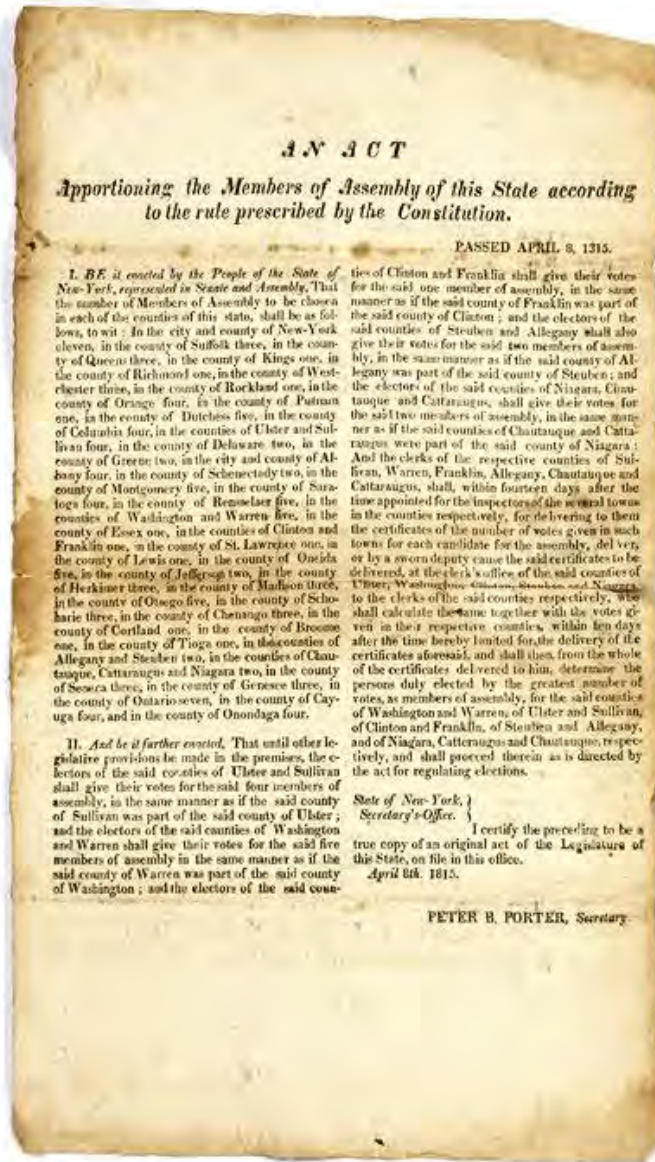 AN ACT
Apportioning the Members of Assembly of this State according
to the rule prescribed by the Constitution.
PASSED APRIL 8, 1315.
I. BE it enacted by the People of the State of
New-York, represented in Senate and Assembly, That
the number of Members of Assembly to be chosen
in each of the counties of this state, shall be as fol-
lows, to wit: In the city and county of New-York
eleven, in the county of Suffolk three, in the coun-
ty of Queens three, in the county of Kings one, in
the county of Richmond one, in the county of West-
chester three, in the county of Rockland one, in the
county of Orange four, in the county of Putnam
one, in the county of Dutchess five, in the county
of Columbia four, in the counties of Ulster and Sul-
livan four, in the county of Delaware two, in the
county of Greene two, in the city and county of Al-
bany four, in the county of Schenectady two, in the
county of Montgomery five, in the county of Sara-
toga four, in the county of Rensselaer five, in the
counties of Washington and Warren five, in the
county of Essex one, in the counties of Clinton and
Franklin one, in the county of St. Lawrence one, in
the county of Lewis one, in the county of Oneida
five, in the county of Jefferson two, in the county
of Herkimer three, in the county of Madison three,
in the county of Otsego five, in the county of Scho-
harie three, in the county of Chenango three, in the
county of Cortland one, in the county of Broome
one, in the county of Tioga one, in the counties of
Allegany and Steuben two, in the counties of Chau-
tauque, Cattaraugus and Niagara two, in the county
of Seneca three, in the county of Genesee three, in
the county of Ontario seven, in the county of Cay-
uga four, and in the county of Onondaga four.
II. And be it further enacted, That until other le-
gislative provisions be made in the premises, the e-
lectors of the said counties of Ulster and Sullivan
shall give their votes for the said four members of
assembly, in the same manner as if the said county
of Sullivan was part of the said county of Ulster;
and the electors of the said caunties of Washington
and Warren shall give their votes for the said five
members of assembly in the same manner as if the
said county of Warren was part of the said county
of Washington; and the electors of the said coun-
ties of Clinton and Franklin shall give their votes
for the said one member of assembly, in the same
manner as if the said county of Franklin was part of
the said county of Clinton; and the electors of the
said counties of Steuben and Allegany shall also
give their votes for the said two members of assem-
bly, in the same manner as if the said county of Al-
legany was part of the said county of Steuben; and
the electors of the said counties of Niagara, Chau-
tauque and Cattaraugus, shall give their votes for
the said two members of assembly, in the same man-
ner as if the said counties of Chautauque and Catta-
raugus were part of the said county of Niagara:
And the clerks of the respective counties of Sul-
livan, Warren, Franklin, Allegany, Chautauque and
Cattaraugus, shall, within fourteen days after the
time appointed for the inspectors of the several towns
in the counties respectively, for delivering to them
the certificates of the number of votes given in such
towns for each candidate for the assembly, deliver,
or by a sworn deputy cause the said certificates to be
delivered, at the clerk's office of the said counties of
Ulster, Washington, Clinton, Steuben and Niagara,
to the clerks of the said counties respectively, who
shall calculate the same together with the votes gi-
ven in their respective counties, within ten days
after the time hereby limited for the delivery of the
certificates aforesaid, and shall then, from the whole
of the certificates delivered to him, determine the
persons duly elected by the greatest number of
votes, as members of assembly, for the said counties
of Washington and Warren, of Ulster and Sullivan,
of Clinton and Franklin, of Steuben and Allegany,
and of Niagara, Catteraugus and Chautauque, respec-
tively, and shall proceed therein as is directed by
the act for regulating elections.
State of New-York, }
Secretary's-Office. }
I certify the preceding to be a
true copy of an original act of the Legislature of
this State, on file in this office.
April 8th. 1815.
PETER B. PORTER, Secretary.